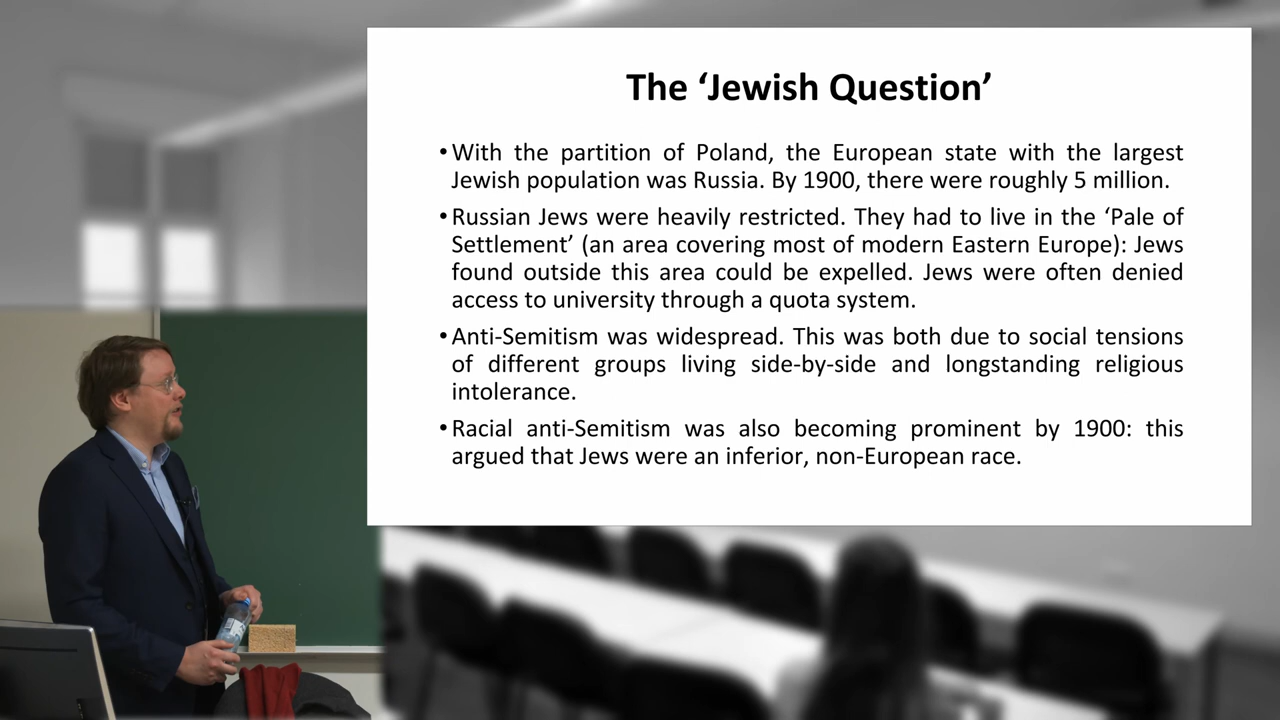 The ‘Jewish Question’
•With the partition of Poland, the European state with the largest
Jewish population was Russia. By 1900, there were roughly 5 million.
•Russian Jews were heavily restricted. They had to live in the ‘Pale of
Settlement’ (an area covering most of modern Eastern Europe): Jews
found outside this area could be expelled. Jews were often denied
access to university through a quota system.
•Anti-Semitism was widespread. This was both due to social tensions
of different groups living side-by-side and longstanding religious
intolerance.
•Racial anti-Semitism was also becoming prominent by 1900: this
argued that Jews were an inferior, non-European race.